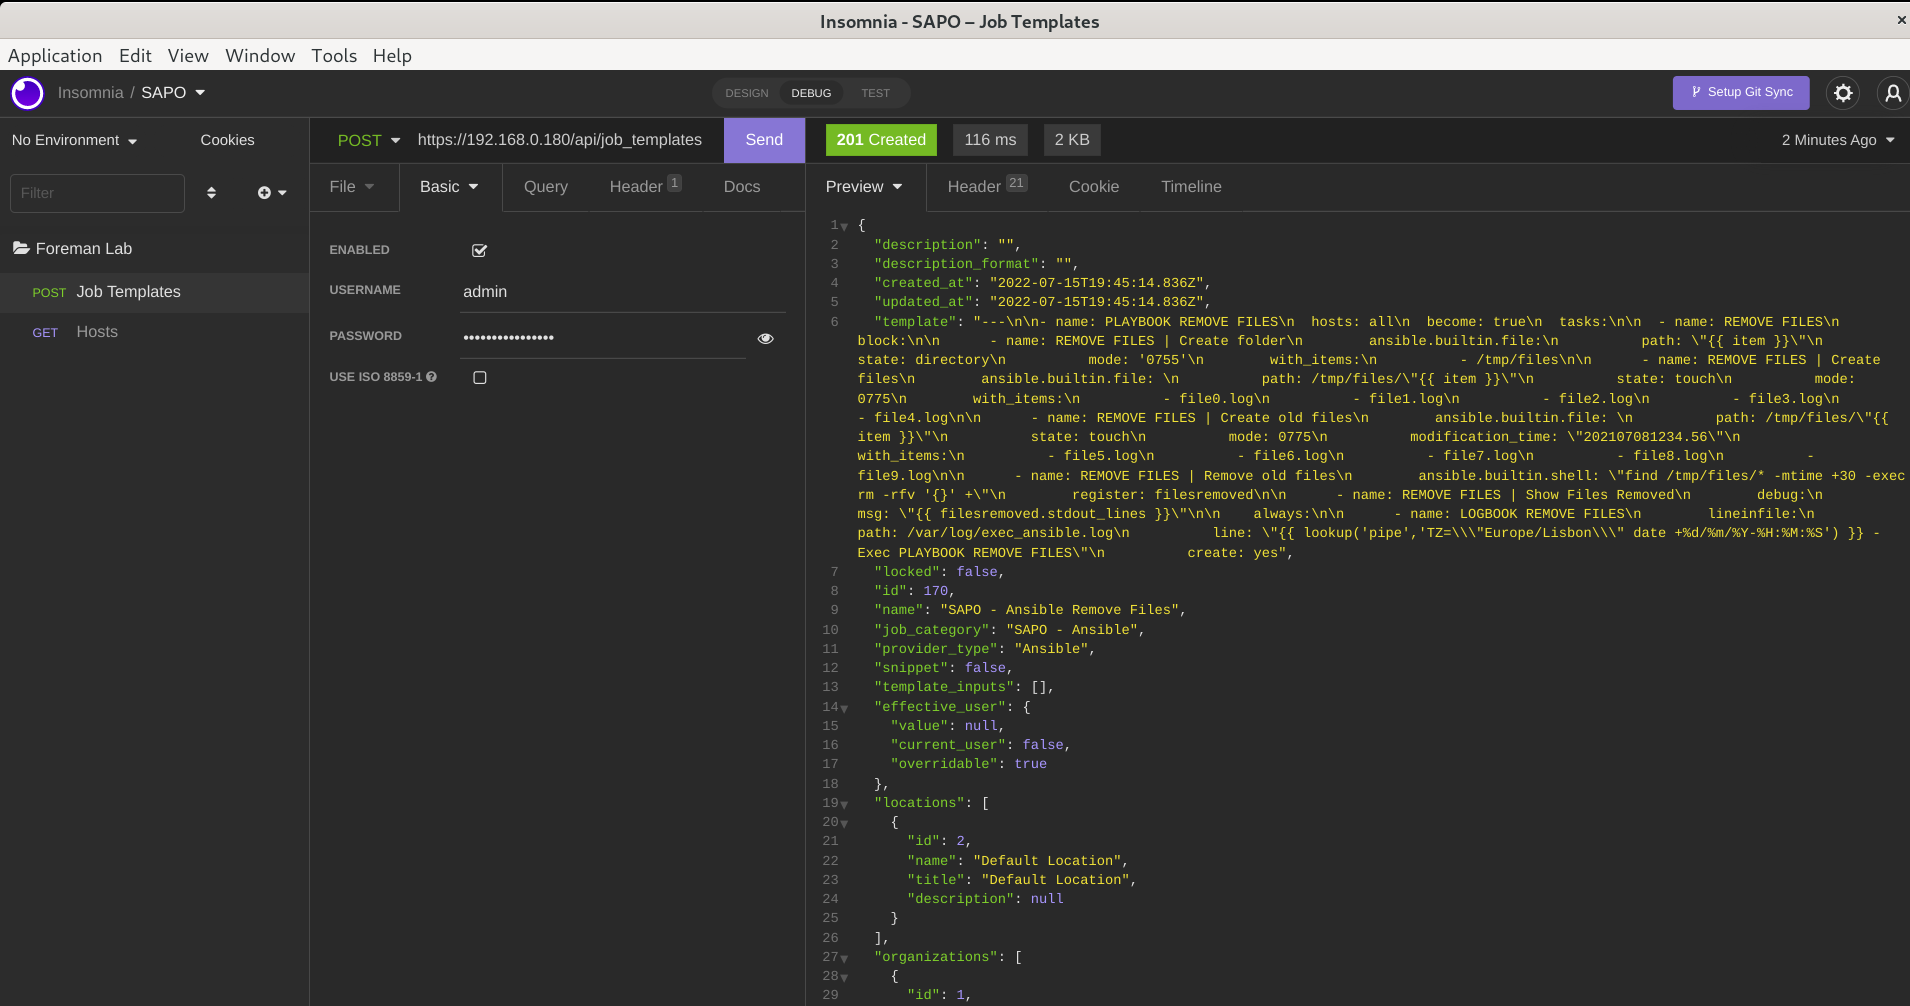 Insomnia - SAPO – Job Templates
×
Application Edit View Window Tools Help
Insomnia / SAPO
DESIGN DEBUG TEST
Setup Git Sync
No Environment
Cookies
POST https://192.168.0.180/api/job_templates Send
201 Created 116 ms 2 KB
2 Minutes Ago
Filter
File Basic Query Header 1 Docs
Preview Header 21 Cookie Timeline
Foreman Lab
POST Job Templates
GET Hosts
ENABLED
USERNAME admin
PASSWORD ••••••••••••••••
USE ISO 8859-1
1 {
2 "description": "",
3 "description_format": "",
4 "created_at": "2022-07-15T19:45:14.836Z",
5 "updated_at": "2022-07-15T19:45:14.836Z",
6 "template": "---\n\n- name: PLAYBOOK REMOVE FILES\n  hosts: all\n  become: true\n  tasks:\n\n  - name: REMOVE FILES\n
block:\n\n      - name: REMOVE FILES | Create folder\n        ansible.builtin.file:\n          path: \"{{ item }}\"\n
state: directory\n          mode: '0755'\n        with_items:\n          - /tmp/files\n\n      - name: REMOVE FILES | Create
files\n        ansible.builtin.file: \n          path: /tmp/files/\"{{ item }}\"\n          state: touch\n          mode:
0775\n        with_items:\n          - file0.log\n          - file1.log\n          - file2.log\n          - file3.log\n
- file4.log\n\n      - name: REMOVE FILES | Create old files\n        ansible.builtin.file: \n          path: /tmp/files/\"{{
item }}\"\n          state: touch\n          mode: 0775\n          modification_time: \"202107081234.56\"\n
with_items:\n          - file5.log\n          - file6.log\n          - file7.log\n          - file8.log\n          -
file9.log\n\n      - name: REMOVE FILES | Remove old files\n        ansible.builtin.shell: \"find /tmp/files/* -mtime +30 -exec
rm -rfv '{}' +\"\n        register: filesremoved\n\n      - name: REMOVE FILES | Show Files Removed\n        debug:\n
msg: \"{{ filesremoved.stdout_lines }}\"\n\n    always:\n\n      - name: LOGBOOK REMOVE FILES\n        lineinfile:\n
path: /var/log/exec_ansible.log\n          line: \"{{ lookup('pipe','TZ=\\\"Europe/Lisbon\\\" date +%d/%m/%Y-%H:%M:%S') }} -
Exec PLAYBOOK REMOVE FILES\"\n          create: yes",
7 "locked": false,
8 "id": 170,
9 "name": "SAPO - Ansible Remove Files",
10 "job_category": "SAPO - Ansible",
11 "provider_type": "Ansible",
12 "snippet": false,
13 "template_inputs": [],
14 "effective_user": {
15 "value": null,
16 "current_user": false,
17 "overridable": true
18 },
19 "locations": [
20 {
21 "id": 2,
22 "name": "Default Location",
23 "title": "Default Location",
24 "description": null
25 }
26 ],
27 "organizations": [
28 {
29 "id": 1,